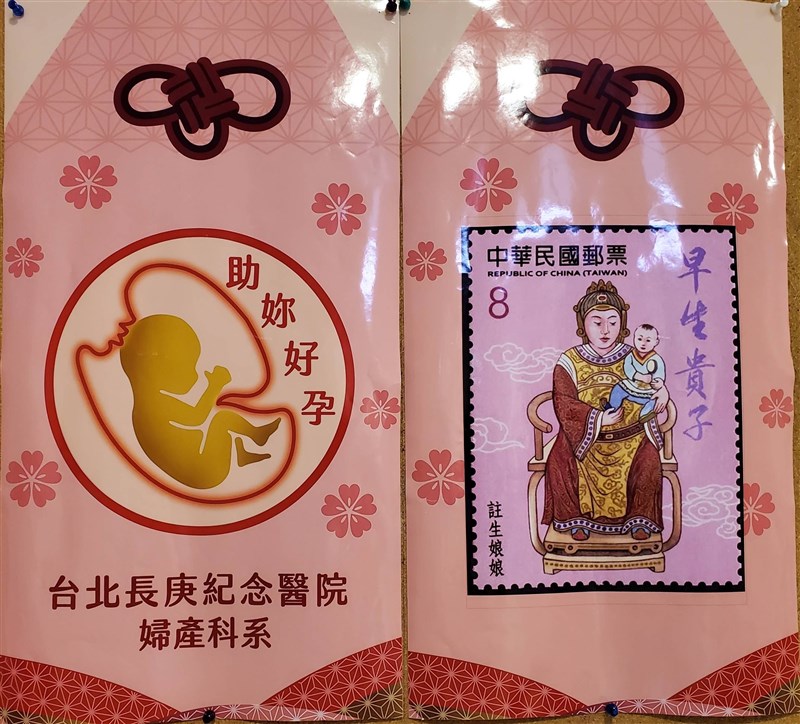 助妳好孕
台北長庚紀念醫院
婦產科系
中華民國郵票
REPUBLIC OF CHINA (TAIWAN)
8
早生貴子
註生娘娘